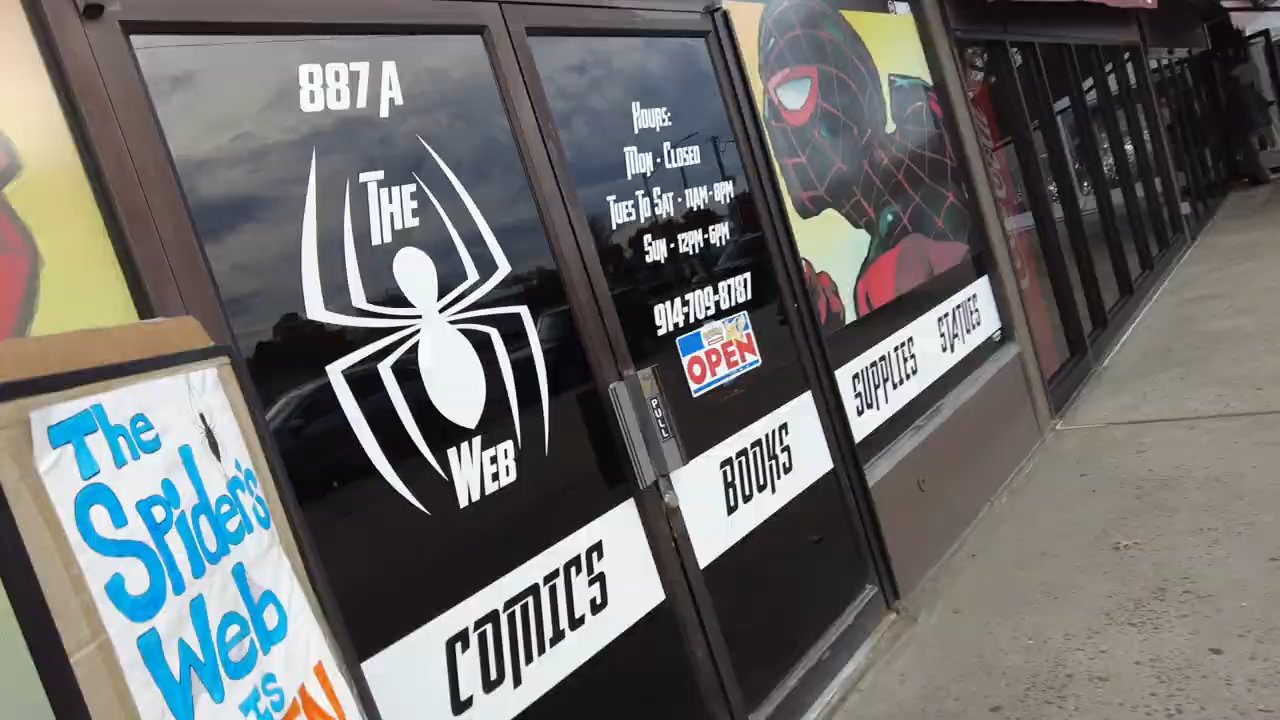 887 A
The
Web
Hours:
Mon - Closed
Tues To Sat - 11am-8pm
Sun - 12pm-6pm
914-709-8787
OPEN
PULL
COMICS
BOOKS
SUPPLIES
STATUES
The
Spider's
Web
is